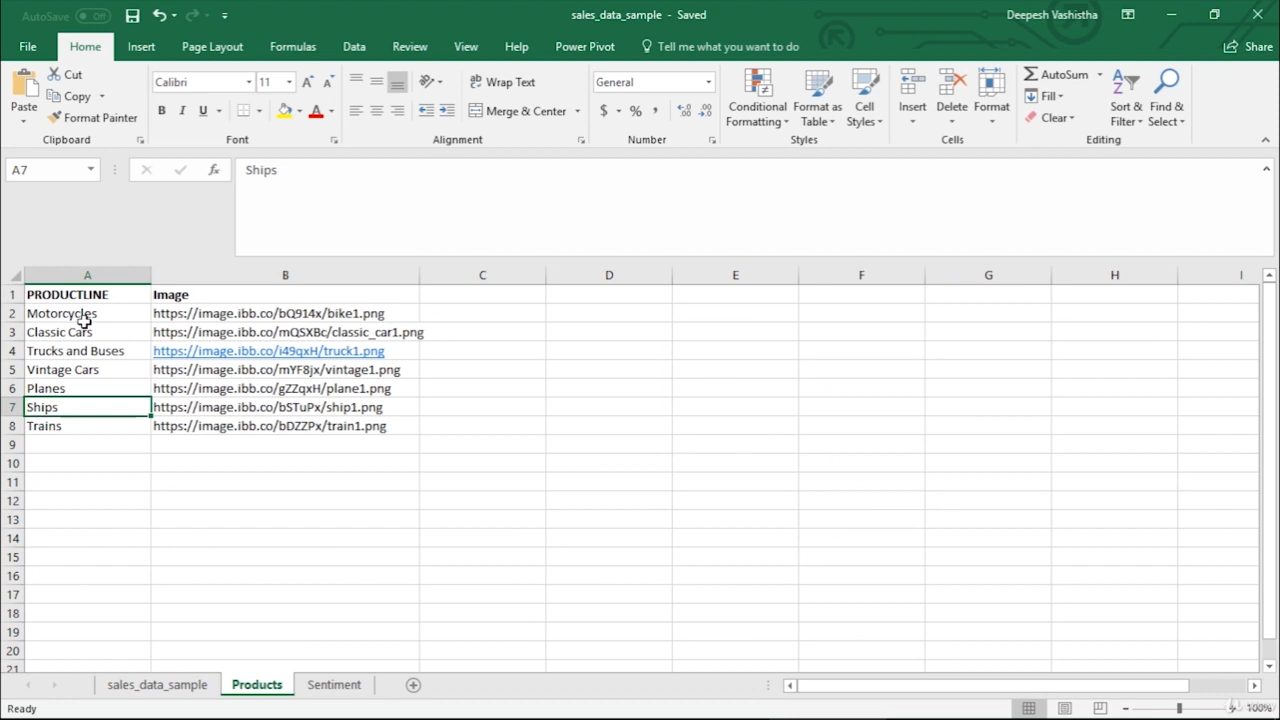 AutoSave Off sales_data_sample - Saved Deepesh Vashistha
File Home Insert Page Layout Formulas Data Review View Help Power Pivot Tell me what you want to do Share
Paste Cut Copy Format Painter
Calibri 11
Wrap Text
Merge & Center
General
$ % ,
Conditional Formatting
Format as Table
Cell Styles
Insert Delete Format
AutoSum
Fill
Clear
Sort & Filter
Find & Select
Clipboard Font Alignment Number Styles Cells Editing
A7 fx Ships
A B C D E F G H I
1 PRODUCTLINE Image
2 Motorcycles https://image.ibb.co/bQ914x/bike1.png
3 Classic Cars https://image.ibb.co/mQSXBc/classic_car1.png
4 Trucks and Buses https://image.ibb.co/i49qxH/truck1.png
5 Vintage Cars https://image.ibb.co/mYF8jx/vintage1.png
6 Planes https://image.ibb.co/gZZqxH/plane1.png
7 Ships https://image.ibb.co/bSTuPx/ship1.png
8 Trains https://image.ibb.co/bDZZPx/train1.png
9
10
11
12
13
14
15
16
17
18
19
20
21
sales_data_sample Products Sentiment
Ready 100%